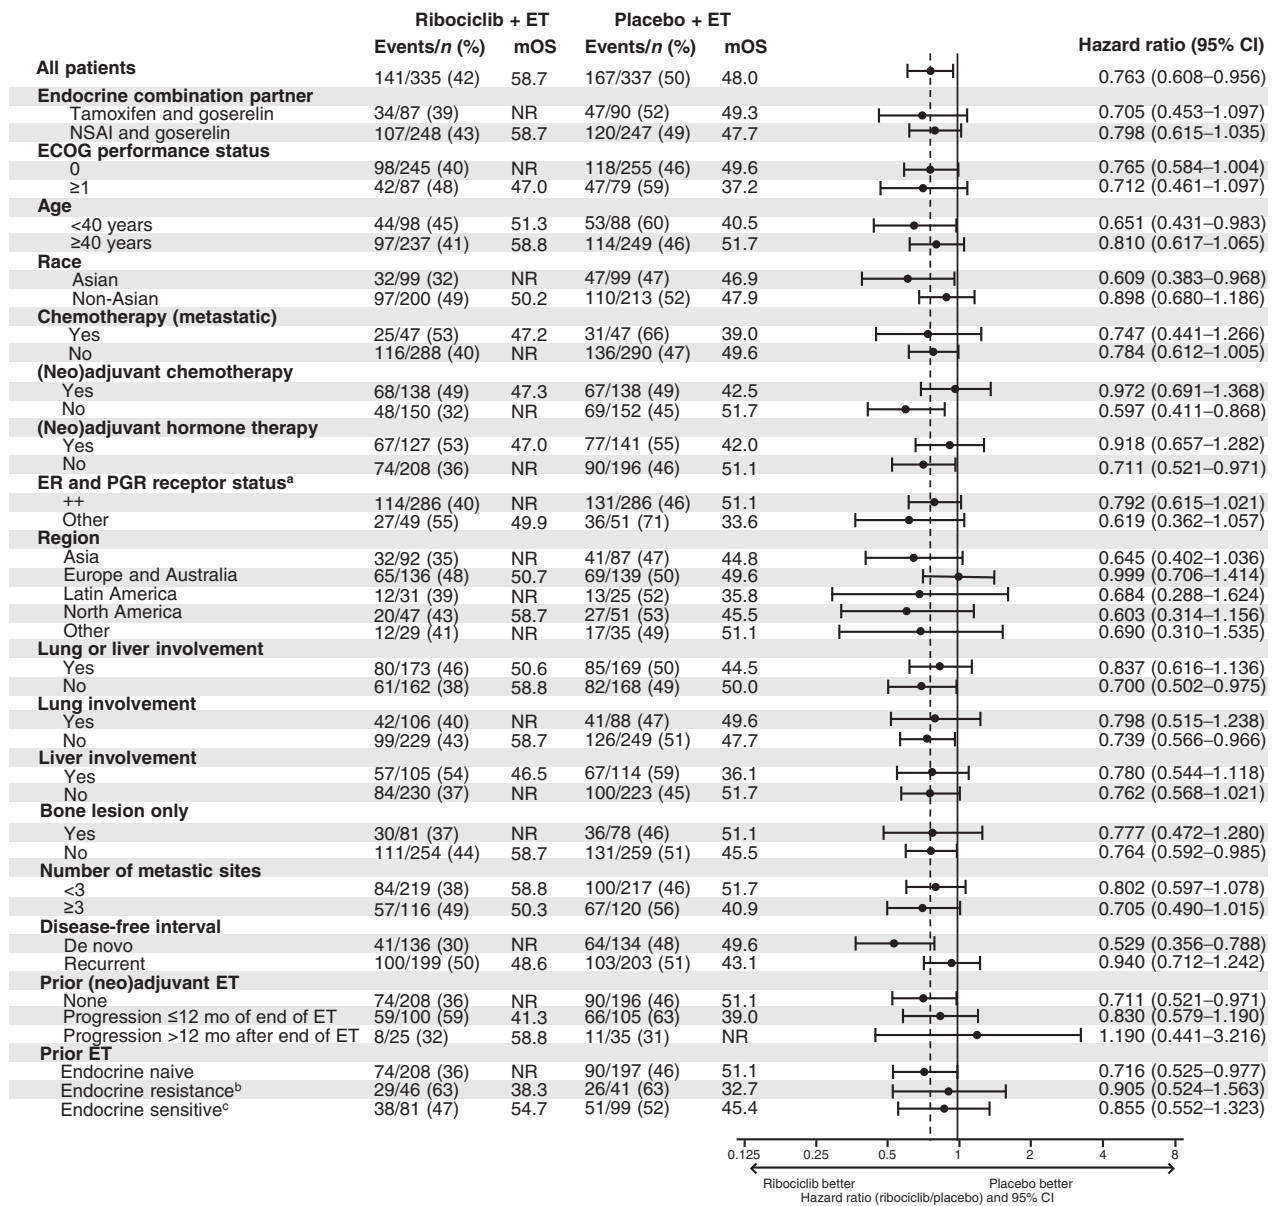 Ribociclib + ET Placebo + ET
Events/n (%) mOS Events/n (%) mOS Hazard ratio (95% CI)
All patients 141/335 (42) 58.7 167/337 (50) 48.0 0.763 (0.608–0.956)
Endocrine combination partner
Tamoxifen and goserelin 34/87 (39) NR 47/90 (52) 49.3 0.705 (0.453–1.097)
NSAI and goserelin 107/248 (43) 58.7 120/247 (49) 47.7 0.798 (0.615–1.035)
ECOG performance status
0 98/245 (40) NR 118/255 (46) 49.6 0.765 (0.584–1.004)
≥1 42/87 (48) 47.0 47/79 (59) 37.2 0.712 (0.461–1.097)
Age
<40 years 44/98 (45) 51.3 53/88 (60) 40.5 0.651 (0.431–0.983)
≥40 years 97/237 (41) 58.8 114/249 (46) 51.7 0.810 (0.617–1.065)
Race
Asian 32/99 (32) NR 47/99 (47) 46.9 0.609 (0.383–0.968)
Non-Asian 97/200 (49) 50.2 110/213 (52) 47.9 0.898 (0.680–1.186)
Chemotherapy (metastatic)
Yes 25/47 (53) 47.2 31/47 (66) 39.0 0.747 (0.441–1.266)
No 116/288 (40) NR 136/290 (47) 49.6 0.784 (0.612–1.005)
(Neo)adjuvant chemotherapy
Yes 68/138 (49) 47.3 67/138 (49) 42.5 0.972 (0.691–1.368)
No 48/150 (32) NR 69/152 (45) 51.7 0.597 (0.411–0.868)
(Neo)adjuvant hormone therapy
Yes 67/127 (53) 47.0 77/141 (55) 42.0 0.918 (0.657–1.282)
No 74/208 (36) NR 90/196 (46) 51.1 0.711 (0.521–0.971)
ER and PGR receptor statusᵃ
++ 114/286 (40) NR 131/286 (46) 51.1 0.792 (0.615–1.021)
Other 27/49 (55) 49.9 36/51 (71) 33.6 0.619 (0.362–1.057)
Region
Asia 32/92 (35) NR 41/87 (47) 44.8 0.645 (0.402–1.036)
Europe and Australia 65/136 (48) 50.7 69/139 (50) 49.6 0.999 (0.706–1.414)
Latin America 12/31 (39) NR 13/25 (52) 35.8 0.684 (0.288–1.624)
North America 20/47 (43) 58.7 27/51 (53) 45.5 0.603 (0.314–1.156)
Other 12/29 (41) NR 17/35 (49) 51.1 0.690 (0.310–1.535)
Lung or liver involvement
Yes 80/173 (46) 50.6 85/169 (50) 44.5 0.837 (0.616–1.136)
No 61/162 (38) 58.8 82/168 (49) 50.0 0.700 (0.502–0.975)
Lung involvement
Yes 42/106 (40) NR 41/88 (47) 49.6 0.798 (0.515–1.238)
No 99/229 (43) 58.7 126/249 (51) 47.7 0.739 (0.566–0.966)
Liver involvement
Yes 57/105 (54) 46.5 67/114 (59) 36.1 0.780 (0.544–1.118)
No 84/230 (37) NR 100/223 (45) 51.7 0.762 (0.568–1.021)
Bone lesion only
Yes 30/81 (37) NR 36/78 (46) 51.1 0.777 (0.472–1.280)
No 111/254 (44) 58.7 131/259 (51) 45.5 0.764 (0.592–0.985)
Number of metastic sites
<3 84/219 (38) 58.8 100/217 (46) 51.7 0.802 (0.597–1.078)
≥3 57/116 (49) 50.3 67/120 (56) 40.9 0.705 (0.490–1.015)
Disease-free interval
De novo 41/136 (30) NR 64/134 (48) 49.6 0.529 (0.356–0.788)
Recurrent 100/199 (50) 48.6 103/203 (51) 43.1 0.940 (0.712–1.242)
Prior (neo)adjuvant ET
None 74/208 (36) NR 90/196 (46) 51.1 0.711 (0.521–0.971)
Progression ≤12 mo of end of ET 59/100 (59) 41.3 66/105 (63) 39.0 0.830 (0.579–1.190)
Progression >12 mo after end of ET 8/25 (32) 58.8 11/35 (31) NR 1.190 (0.441–3.216)
Prior ET
Endocrine naive 74/208 (36) NR 90/197 (46) 51.1 0.716 (0.525–0.977)
Endocrine resistanceᵇ 29/46 (63) 38.3 26/41 (63) 32.7 0.905 (0.524–1.563)
Endocrine sensitiveᶜ 38/81 (47) 54.7 51/99 (52) 45.4 0.855 (0.552–1.323)
0.125 0.25 0.5 1 2 4 8
Ribociclib better Placebo better
Hazard ratio (ribociclib/placebo) and 95% CI